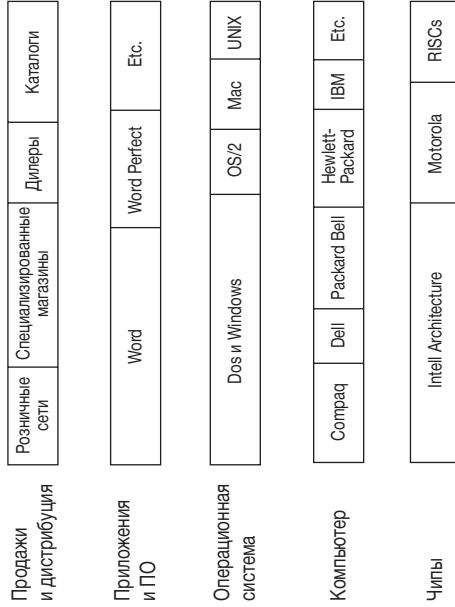 Продажи
и дистрибуция
Розничные
сети
Специализированные
магазины
Дилеры
Каталоги
Приложения
и ПО
Word
Word Perfect
Etc.
Операционная
система
Dos и Windows
OS/2
Mac
UNIX
Компьютер
Compaq
Dell
Packard Bell
Hewlett-
Packard
IBM
Etc.
Чипы
Intell Architecture
Motorola
RISCs